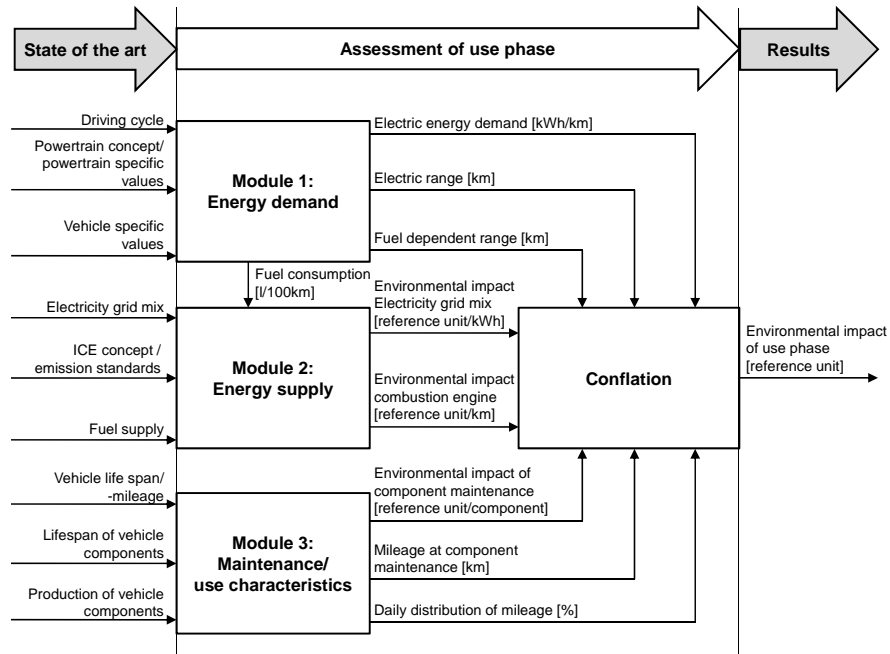 State of the art
Assessment of use phase
Results
Driving cycle
Powertrain concept/
powertrain specific
values
Vehicle specific
values
Module 1:
Energy demand
Electric energy demand [kWh/km]
Electric range [km]
Fuel dependent range [km]
Fuel consumption
[l/100km]
Electricity grid mix
ICE concept /
emission standards
Fuel supply
Module 2:
Energy supply
Environmental impact
Electricity grid mix
[reference unit/kWh]
Environmental impact
combustion engine
[reference unit/km]
Conflation
Environmental impact
of use phase
[reference unit]
Vehicle life span/
-mileage
Lifespan of vehicle
components
Production of vehicle
components
Module 3:
Maintenance/
use characteristics
Environmental impact of
component maintenance
[reference unit/component]
Mileage at component
maintenance [km]
Daily distribution of mileage [%]